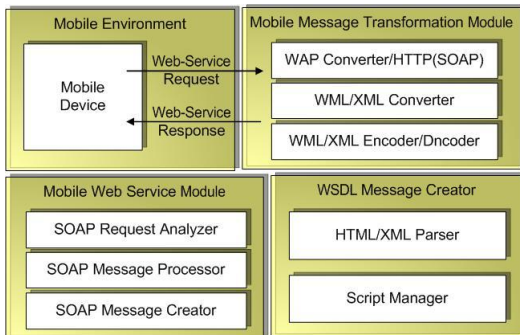 Mobile Environment
Mobile Device
Web-Service
Request
Web-Service
Response
Mobile Message Transformation Module
WAP Converter/HTTP(SOAP)
WML/XML Converter
WML/XML Encoder/Dncoder
Mobile Web Service Module
SOAP Request Analyzer
SOAP Message Processor
SOAP Message Creator
WSDL Message Creator
HTML/XML Parser
Script Manager